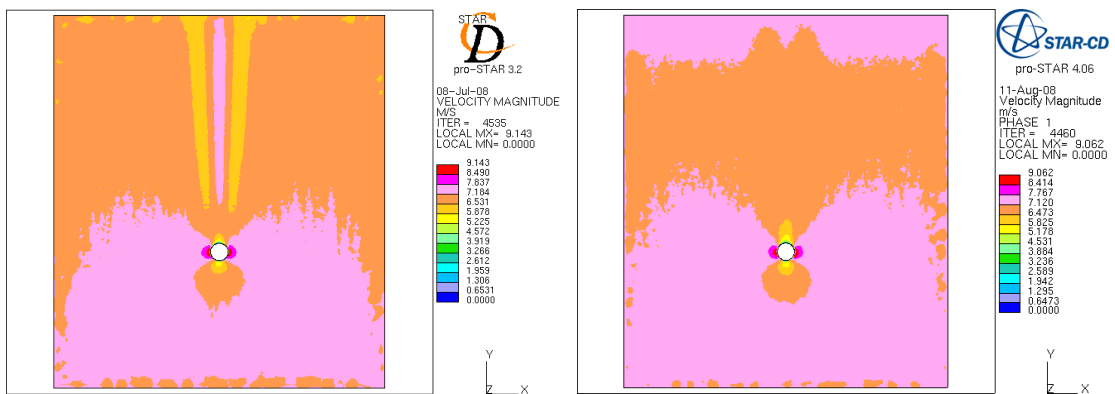 STAR
CD
pro-STAR 3.2
08-Jul-08
VELOCITY MAGNITUDE
M/S
ITER = 4535
LOCAL MX= 9.143
LOCAL MN= 0.0000
9.143
8.490
7.837
7.184
6.531
5.878
5.225
4.572
3.919
3.266
2.612
1.959
1.306
0.6531
0.0000
Y
Z X
STAR-CD
pro-STAR 4.06
11-Aug-08
Velocity Magnitude
m/s
PHASE 1
ITER = 4460
LOCAL MX= 9.062
LOCAL MN= 0.0000
9.062
8.414
7.767
7.120
6.473
5.825
5.178
4.531
3.884
3.236
2.589
1.942
1.295
0.6473
0.0000
Y
Z X